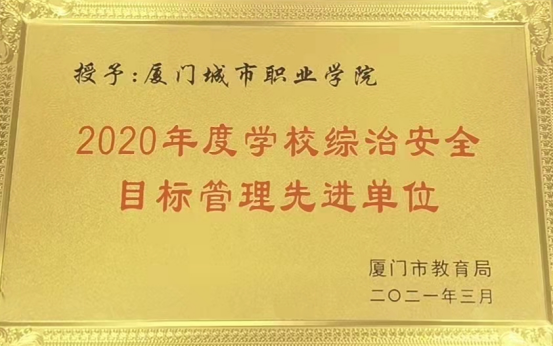 授予:厦门城市职业学院
2020年度学校综治安全
目标管理先进单位
厦门市教育局
二〇二一年三月